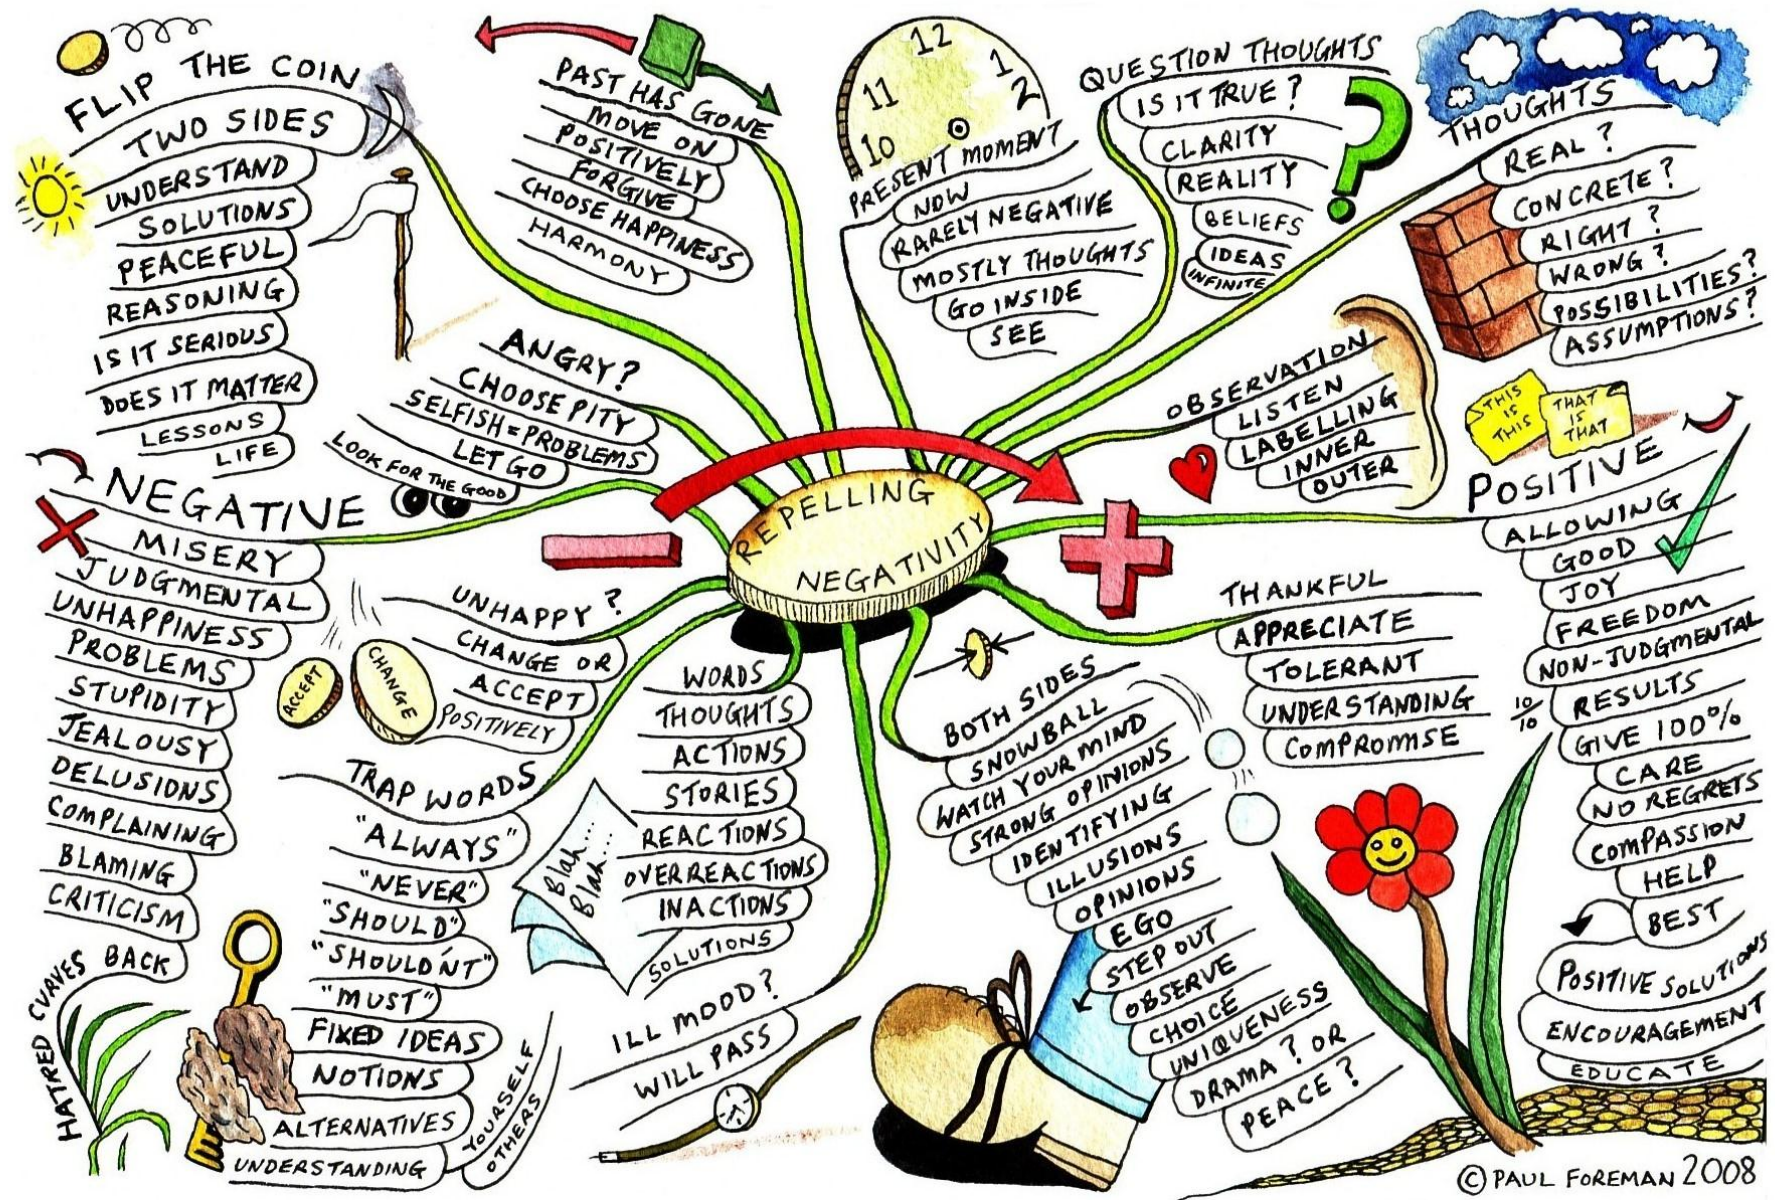 FLIP THE COIN
TWO SIDES
UNDERSTAND
SOLUTIONS
PEACEFUL
REASONING
IS IT SERIOUS
DOES IT MATTER
LESSONS
LIFE
PAST HAS GONE
MOVE ON
POSITIVELY
FORGIVE
CHOOSE HAPPINESS
HARMONY
12
1
2
11
10
PRESENT MOMENT
NOW
RARELY NEGATIVE
MOSTLY THOUGHTS
GO INSIDE
SEE
QUESTION THOUGHTS
IS IT TRUE?
CLARITY
REALITY
BELIEFS
IDEAS
INFINITE
?
THOUGHTS
REAL?
CONCRETE?
RIGHT?
WRONG?
POSSIBILITIES?
ASSUMPTIONS?
ANGRY?
CHOOSE PITY
SELFISH = PROBLEMS
LET GO
LOOK FOR THE GOOD
OBSERVATION
LISTEN
LABELLING
INNER
OUTER
THIS
IS
THIS
THAT
IS
THAT
REPELLING
NEGATIVITY
NEGATIVE
MISERY
JUDGMENTAL
UNHAPPINESS
PROBLEMS
STUPIDITY
JEALOUSY
DELUSIONS
COMPLAINING
BLAMING
CRITICISM
HATRED CURVES BACK
UNHAPPY?
CHANGE OR
ACCEPT
POSITIVELY
ACCEPT
CHANGE
TRAP WORDS
"ALWAYS"
"NEVER"
"SHOULD"
"SHOULDN'T"
"MUST"
FIXED IDEAS
NOTIONS
ALTERNATIVES
UNDERSTANDING
YOURSELF
OTHERS
WORDS
THOUGHTS
ACTIONS
STORIES
REACTIONS
OVERREACTIONS
INACTIONS
SOLUTIONS
Blah.....
Blah....
ILL MOOD?
WILL PASS
BOTH SIDES
SNOWBALL
WATCH YOUR MIND
STRONG OPINIONS
IDENTIFYING
ILLUSIONS
OPINIONS
EGO
STEP OUT
OBSERVE
CHOICE
UNIQUENESS
DRAMA? OR
PEACE?
THANKFUL
APPRECIATE
TOLERANT
UNDERSTANDING
COMPROMISE
POSITIVE
ALLOWING
GOOD
JOY
FREEDOM
NON-JUDGMENTAL
10/10
RESULTS
GIVE 100%
CARE
NO REGRETS
COMPASSION
HELP
BEST
POSITIVE SOLUTIONS
ENCOURAGEMENT
EDUCATE
© PAUL FOREMAN 2008